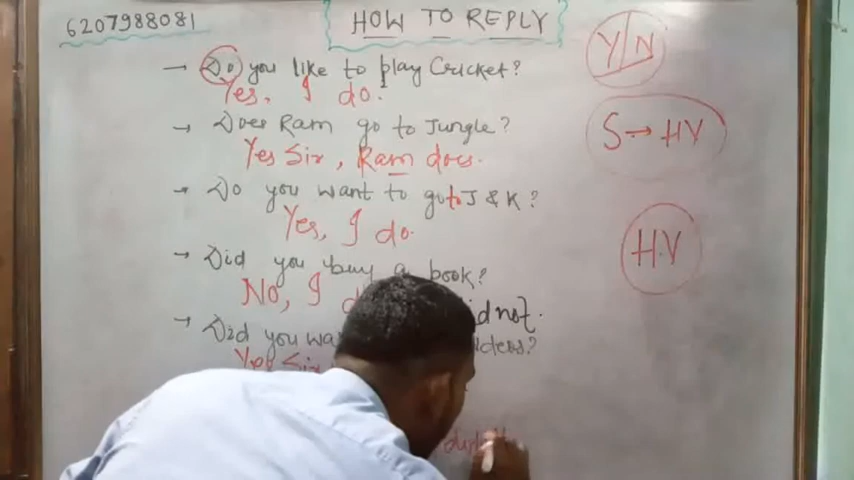 6207988081
HOW TO REPLY
Y/N
→ Do you like to play Cricket?
Yes, I do.
→ Does Ram go to Jungle?
S→HV
Yes Sir, Ram does.
→ Do you want to go to J & K?
Yes, I do.
HV
→ Did you buy a book?
No, I did not.
→ Did you
Yes Sir